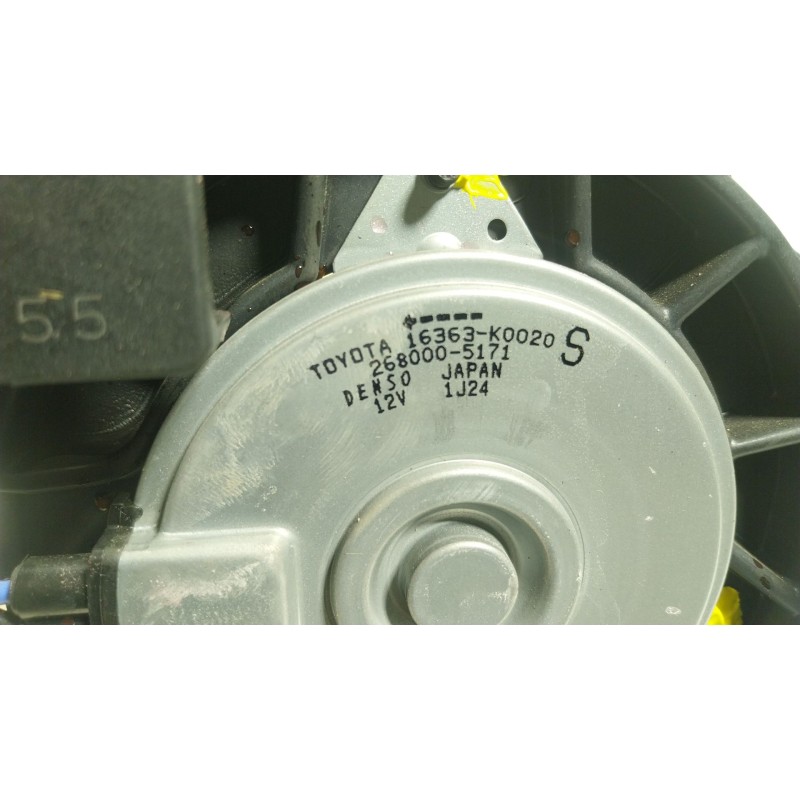 TOYOTA 16363-K0020 S
268000-5171
DENSO JAPAN
12V 1J24
55